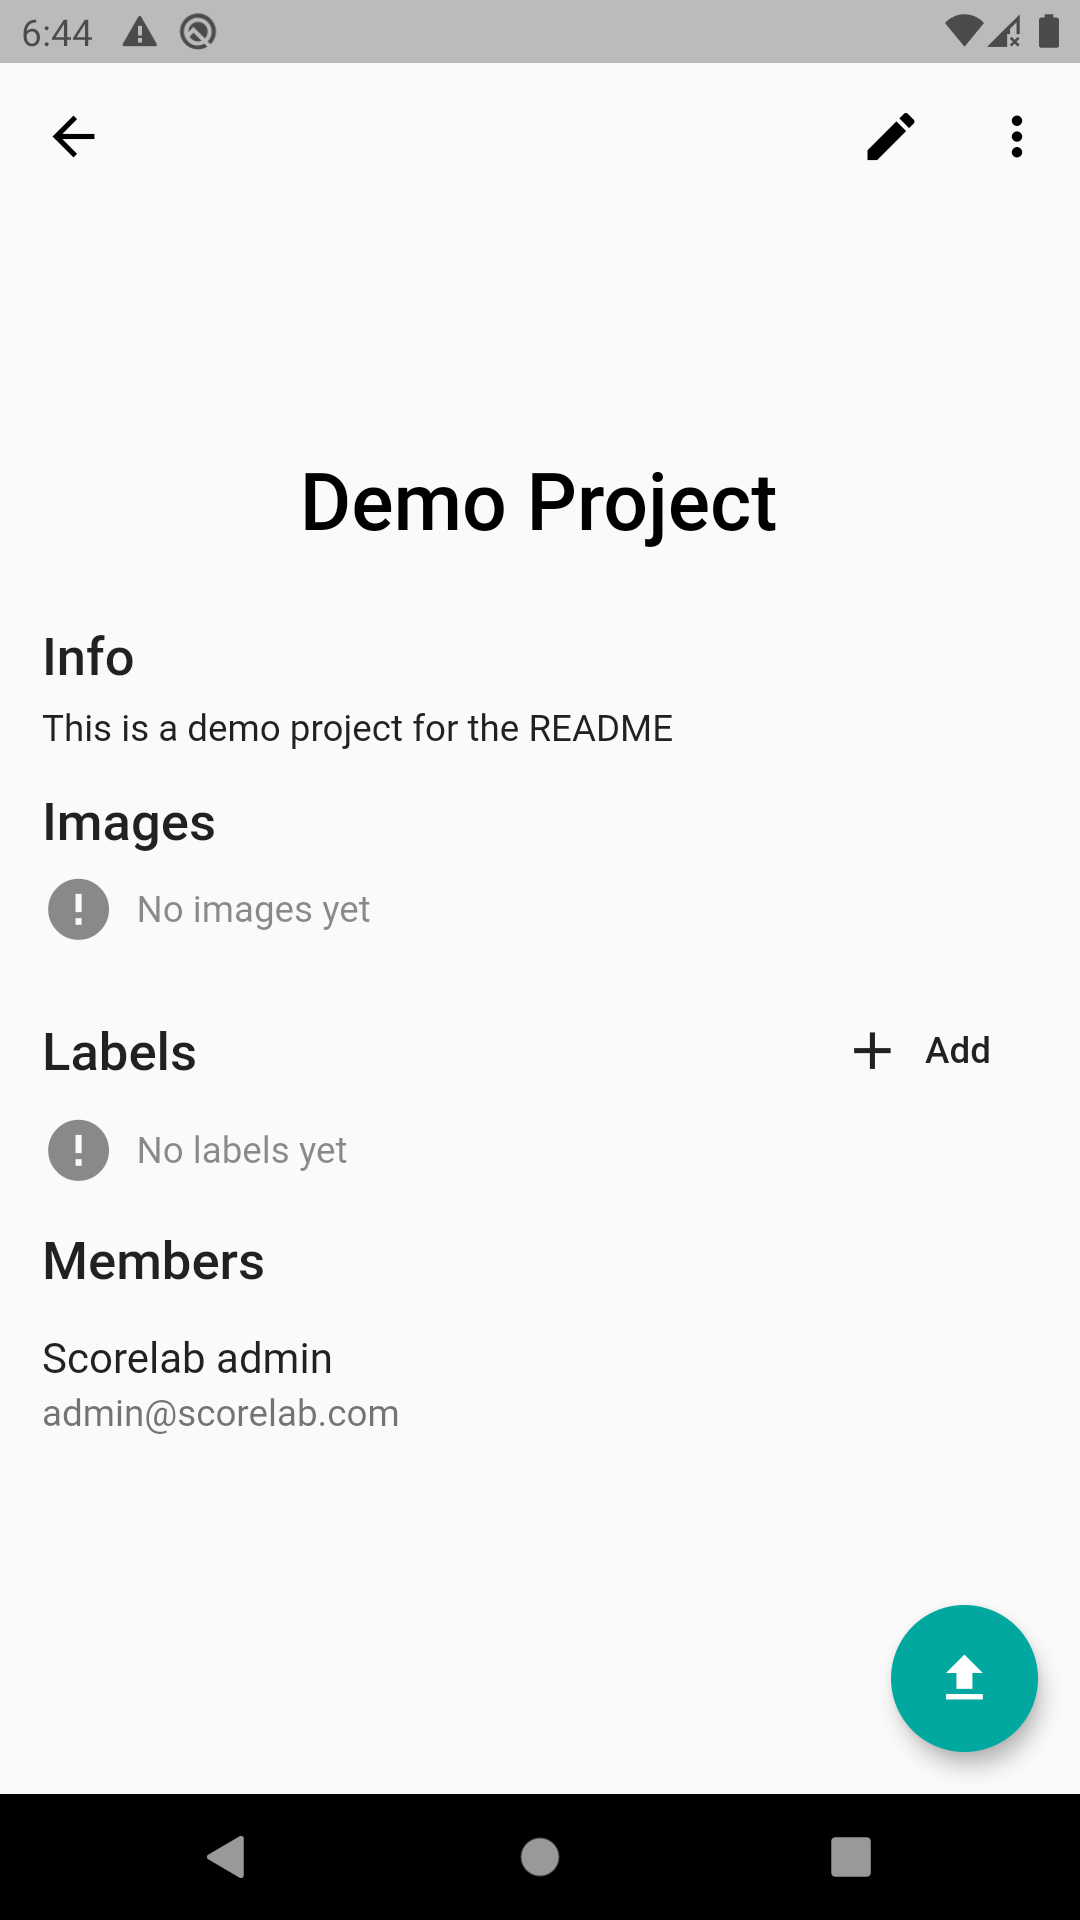 6:44
Demo Project
Info
This is a demo project for the README
Images
No images yet
Labels
Add
No labels yet
Members
Scorelab admin
admin@scorelab.com